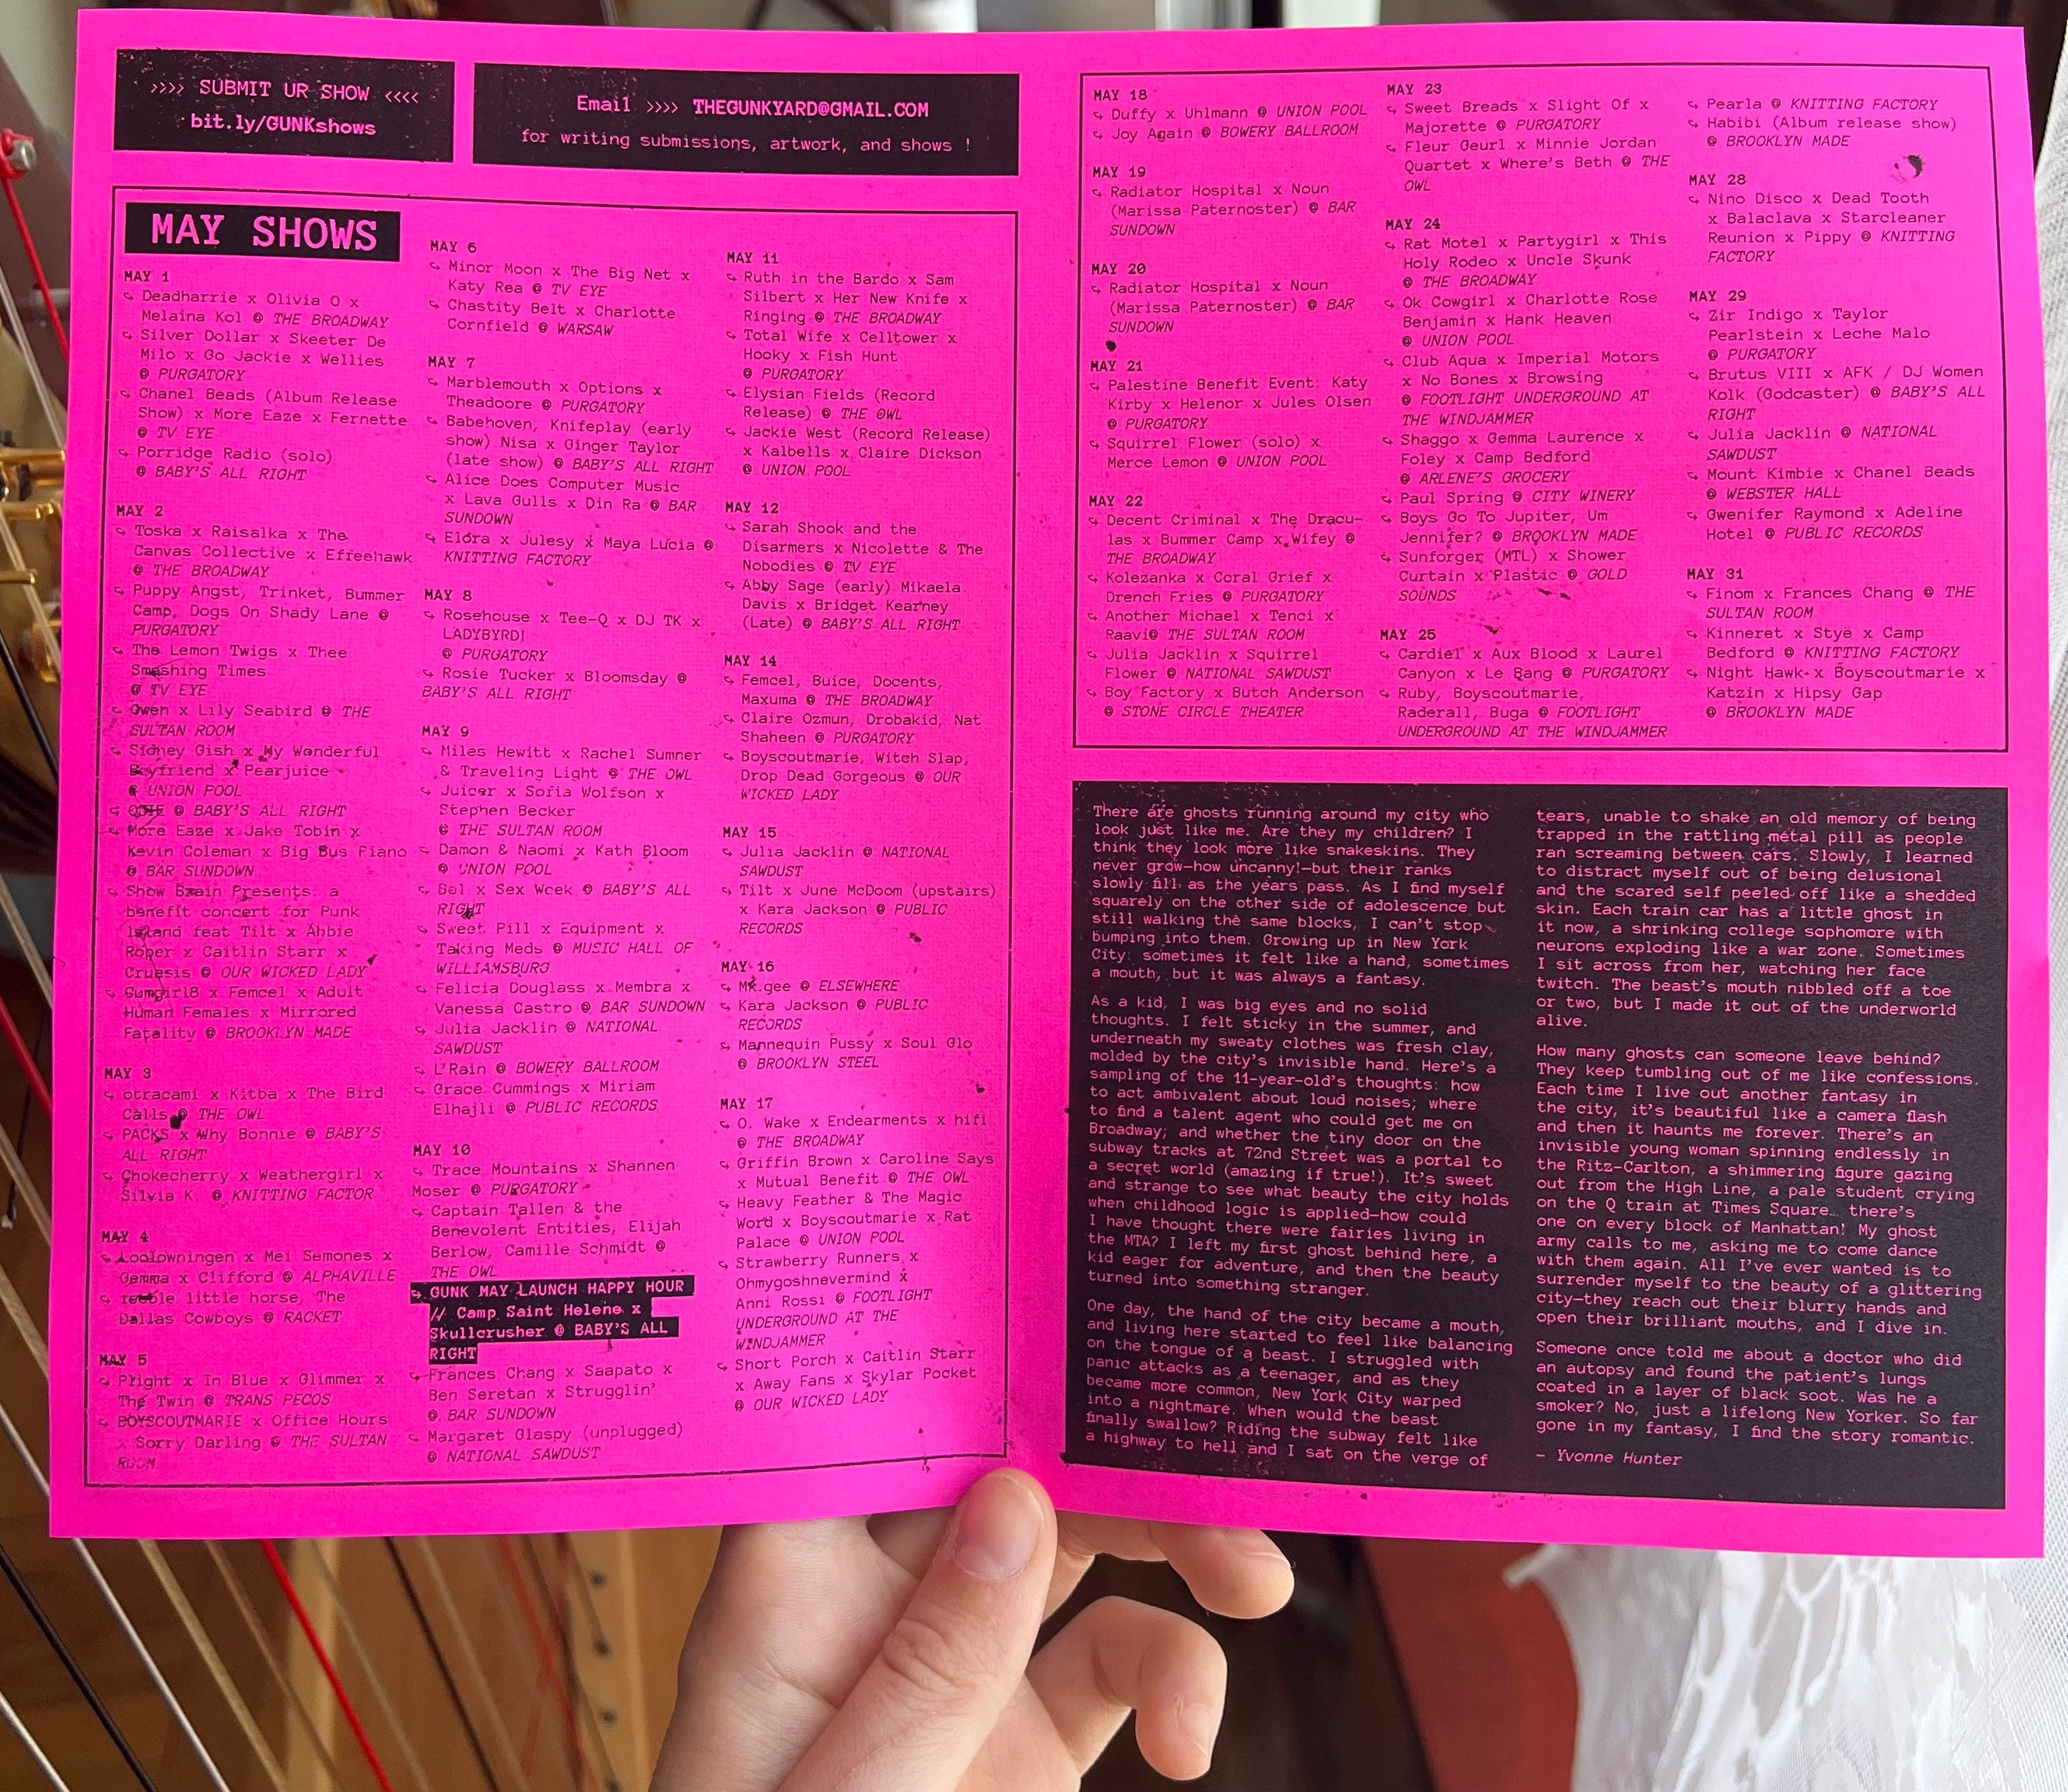 >>>> SUBMIT UR SHOW <<<<
bit.ly/GUNKshows
Email >>>> THEGUNKYARD@GMAIL.COM
for writing submissions, artwork, and shows !
MAY SHOWS
MAY 1
↪ Deadharrie x Olivia O x
Melaina Kol @ THE BROADWAY
↪ Silver Dollar x Skeeter De
Milo x Go Jackie x Wellies
@ PURGATORY
↪ Chanel Beads (Album Release
Show) x More Eaze x Fernette
@ TV EYE
↪ Porridge Radio (solo)
@ BABY'S ALL RIGHT
MAY 2
↪ Toska x Raisalka x The
Canvas Collective x Effeehawk
@ THE BROADWAY
↪ Puppy Angst, Trinket, Bummer
Camp, Dogs On Shady Lane @
PURGATORY
↪ The Lemon Twigs x Thee
Smashing Times
@ TV EYE
↪ Owen x Lily Seabird @ THE
SULTAN ROOM
↪ Sidney Gish x My Wonderful
Boyfriend x Pearjuice
@ UNION POOL
↪ @ BABY'S ALL RIGHT
↪ More Eaze x Jake Tobin x
Kevin Coleman x Big Bus Piano
@ BAR SUNDOWN
↪ Show Brain Presents: a
benefit concert for Punk
Island feat Tilt x Abbie
Roper x Caitlin Starr x
Cruesis @ OUR WICKED LADY
↪ Gumgirl8 x Femcel x Adult
Human Females x Mirrored
Fatality @ BROOKLYN MADE
MAY 3
↪ otracami x Kitba x The Bird
Calls @ THE OWL
↪ PACKS x Why Bonnie @ BABY'S
ALL RIGHT
↪ Chokecherry x Weathergirl x
Silvia K. @ KNITTING FACTOR
MAY 4
↪ Loolowningen x Mei Semones x
Gemma x Clifford @ ALPHAVILLE
↪ feeble little horse, The
Dallas Cowboys @ RACKET
MAY 5
↪ Pright x In Blue x Glimmer x
The Twin @ TRANS PECOS
↪ BOYSCOUTMARIE x Office Hours
x Sorry Darling @ THE SULTAN
ROOM
MAY 6
↪ Minor Moon x The Big Net x
Katy Rea @ TV EYE
↪ Chastity Belt x Charlotte
Cornfield @ WARSAW
MAY 7
↪ Marblemouth x Options x
Theadoore @ PURGATORY
↪ Babehoven, Knifeplay (early
show) Nisa x Ginger Taylor
(late show) @ BABY'S ALL RIGHT
↪ Alice Does Computer Music
x Lava Gulls x Din Ra @ BAR
SUNDOWN
↪ Eldra x Julesy x Maya Lucia @
KNITTING FACTORY
MAY 8
↪ Rosehouse x Tee-Q x DJ TK x
LADYBYRD!
@ PURGATORY
↪ Rosie Tucker x Bloomsday @
BABY'S ALL RIGHT
MAY 9
↪ Miles Hewitt x Rachel Sumner
& Traveling Light @ THE OWL
↪ Juicer x Sofia Wolfson x
Stephen Becker
@ THE SULTAN ROOM
↪ Damon & Naomi x Kath Bloom
@ UNION POOL
↪ Bel x Sex Week @ BABY'S ALL
RIGHT
↪ Sweet Pill x Equipment x
Taking Meds @ MUSIC HALL OF
WILLIAMSBURG
↪ Felicia Douglass x Membra x
Vanessa Castro @ BAR SUNDOWN
↪ Julia Jacklin @ NATIONAL
SAWDUST
↪ L'Rain @ BOWERY BALLROOM
↪ Grace Cummings x Miriam
Elhajli @ PUBLIC RECORDS
MAY 10
↪ Trace Mountains x Shannen
Moser @ PURGATORY
↪ Captain Tallen & the
Benevolent Entities, Elijah
Berlow, Camille Schmidt @
THE OWL
↪ GUNK MAY LAUNCH HAPPY HOUR
// Camp Saint Helene x
Skullcrusher @ BABY'S ALL
RIGHT
↪ Frances Chang x Saapato x
Ben Seretan x Strugglin'
@ BAR SUNDOWN
↪ Margaret Glaspy (unplugged)
@ NATIONAL SAWDUST
MAY 11
↪ Ruth in the Bardo x Sam
Silbert x Her New Knife x
Ringing @ THE BROADWAY
↪ Total Wife x Celltower x
Hooky x Fish Hunt
@ PURGATORY
↪ Elysian Fields (Record
Release) @ THE OWL
↪ Jackie West (Record Release)
x Kalbells x Claire Dickson
@ UNION POOL
MAY 12
↪ Sarah Shook and the
Disarmers x Nicolette & The
Nobodies @ TV EYE
↪ Abby Sage (early) Mikaela
Davis x Bridget Kearney
(Late) @ BABY'S ALL RIGHT
MAY 14
↪ Femcel, Buice, Docents,
Maxuma @ THE BROADWAY
↪ Claire Ozmun, Drobakid, Nat
Shaheen @ PURGATORY
↪ Boyscoutmarie, Witch Slap,
Drop Dead Gorgeous @ OUR
WICKED LADY
MAY 15
↪ Julia Jacklin @ NATIONAL
SAWDUST
↪ Tilt x June McDoom (upstairs)
x Kara Jackson @ PUBLIC
RECORDS
MAY 16
↪ Mk.gee @ ELSEWHERE
↪ Kara Jackson @ PUBLIC
RECORDS
↪ Mannequin Pussy x Soul Glo
@ BROOKLYN STEEL
MAY 17
↪ O. Wake x Endearments x hifi
@ THE BROADWAY
↪ Griffin Brown x Caroline Says
x Mutual Benefit @ THE OWL
↪ Heavy Feather & The Magic
Word x Boyscoutmarie x Rat
Palace @ UNION POOL
↪ Strawberry Runners x
Ohmygoshnevermind x
Anni Rossi @ FOOTLIGHT
UNDERGROUND AT THE
WINDJAMMER
↪ Short Porch x Caitlin Starr
x Away Fans x Skylar Pocket
@ OUR WICKED LADY
MAY 18
↪ Duffy x Uhlmann @ UNION POOL
↪ Joy Again @ BOWERY BALLROOM
MAY 19
↪ Radiator Hospital x Noun
(Marissa Paternoster) @ BAR
SUNDOWN
MAY 20
↪ Radiator Hospital x Noun
(Marissa Paternoster) @ BAR
SUNDOWN
MAY 21
↪ Palestine Benefit Event: Katy
Kirby x Helenor x Jules Olsen
@ PURGATORY
↪ Squirrel Flower (solo) x
Merce Lemon @ UNION POOL
MAY 22
↪ Decent Criminal x The Dracu-
las x Bummer Camp x Wifey @
THE BROADWAY
↪ Kolezanka x Coral Grief x
Drench Fries @ PURGATORY
↪ Another Michael x Tenci x
Raavi@ THE SULTAN ROOM
↪ Julia Jacklin x Squirrel
Flower @ NATIONAL SAWDUST
↪ Boy Factory x Butch Anderson
@ STONE CIRCLE THEATER
MAY 23
↪ Sweet Breads x Slight Of x
Majorette @ PURGATORY
↪ Fleur Geurl x Minnie Jordan
Quartet x Where's Beth @ THE
OWL
MAY 24
↪ Rat Motel x Partygirl x This
Holy Rodeo x Uncle Skunk
@ THE BROADWAY
↪ Ok Cowgirl x Charlotte Rose
Benjamin x Hank Heaven
@ UNION POOL
↪ Club Aqua x Imperial Motors
x No Bones x Browsing
@ FOOTLIGHT UNDERGROUND AT
THE WINDJAMMER
↪ Shaggo x Gemma Laurence x
Foley x Camp Bedford
@ ARLENE'S GROCERY
↪ Paul Spring @ CITY WINERY
↪ Boys Go To Jupiter, Um
Jennifer? @ BROOKLYN MADE
↪ Sunforger (MTL) x Shower
Curtain x Plastic @ GOLD
SOUNDS
MAY 25
↪ Cardiel x Aux Blood x Laurel
Canyon x Le Bang @ PURGATORY
↪ Ruby, Boyscoutmarie,
Raderall, Buga @ FOOTLIGHT
UNDERGROUND AT THE WINDJAMMER
↪ Pearla @ KNITTING FACTORY
↪ Habibi (Album release show)
@ BROOKLYN MADE
MAY 28
↪ Nino Disco x Dead Tooth
x Balaclava x Starcleaner
Reunion x Pippy @ KNITTING
FACTORY
MAY 29
↪ Zir Indigo x Taylor
Pearlstein x Leche Malo
@ PURGATORY
↪ Brutus VIII x AFK / DJ Women
Kolk (Godcaster) @ BABY'S ALL
RIGHT
↪ Julia Jacklin @ NATIONAL
SAWDUST
↪ Mount Kimbie x Chanel Beads
@ WEBSTER HALL
↪ Gwenifer Raymond x Adeline
Hotel @ PUBLIC RECORDS
MAY 31
↪ Finom x Frances Chang @ THE
SULTAN ROOM
↪ Kinneret x Stye x Camp
Bedford @ KNITTING FACTORY
↪ Night Hawk x Boyscoutmarie x
Katzin x Hipsy Gap
@ BROOKLYN MADE
There are ghosts running around my city who
look just like me. Are they my children? I
think they look more like snakeskins. They
never grow—how uncanny!—but their ranks
slowly fill as the years pass. As I find myself
squarely on the other side of adolescence but
still walking the same blocks, I can't stop
bumping into them. Growing up in New York
City: sometimes it felt like a hand, sometimes
a mouth, but it was always a fantasy.
As a kid, I was big eyes and no solid
thoughts. I felt sticky in the summer, and
underneath my sweaty clothes was fresh clay,
molded by the city's invisible hand. Here's a
sampling of the 11-year-old's thoughts: how
to act ambivalent about loud noises; where
to find a talent agent who could get me on
Broadway; and whether the tiny door on the
subway tracks at 72nd Street was a portal to
a secret world (amazing if true!). It's sweet
and strange to see what beauty the city holds
when childhood logic is applied—how could
I have thought there were fairies living in
the MTA? I left my first ghost behind here, a
kid eager for adventure, and then the beauty
turned into something stranger.
One day, the hand of the city became a mouth,
and living here started to feel like balancing
on the tongue of a beast. I struggled with
panic attacks as a teenager, and as they
became more common, New York City warped
into a nightmare. When would the beast
finally swallow? Riding the subway felt like
a highway to hell and I sat on the verge of
tears, unable to shake an old memory of being
trapped in the rattling metal pill as people
ran screaming between cars. Slowly, I learned
to distract myself out of being delusional
and the scared self peeled off like a shedded
skin. Each train car has a little ghost in
it now, a shrinking college sophomore with
neurons exploding like a war zone. Sometimes
I sit across from her, watching her face
twitch. The beast's mouth nibbled off a toe
or two, but I made it out of the underworld
alive.
How many ghosts can someone leave behind?
They keep tumbling out of me like confessions.
Each time I live out another fantasy in
the city, it's beautiful like a camera flash
and then it haunts me forever. There's an
invisible young woman spinning endlessly in
the Ritz-Carlton, a shimmering figure gazing
out from the High Line, a pale student crying
on the Q train at Times Square… there's
one on every block of Manhattan! My ghost
army calls to me, asking me to come dance
with them again. All I've ever wanted is to
surrender myself to the beauty of a glittering
city—they reach out their blurry hands and
open their brilliant mouths, and I dive in.
Someone once told me about a doctor who did
an autopsy and found the patient's lungs
coated in a layer of black soot. Was he a
smoker? No, just a lifelong New Yorker. So far
gone in my fantasy, I find the story romantic.
– Yvonne Hunter